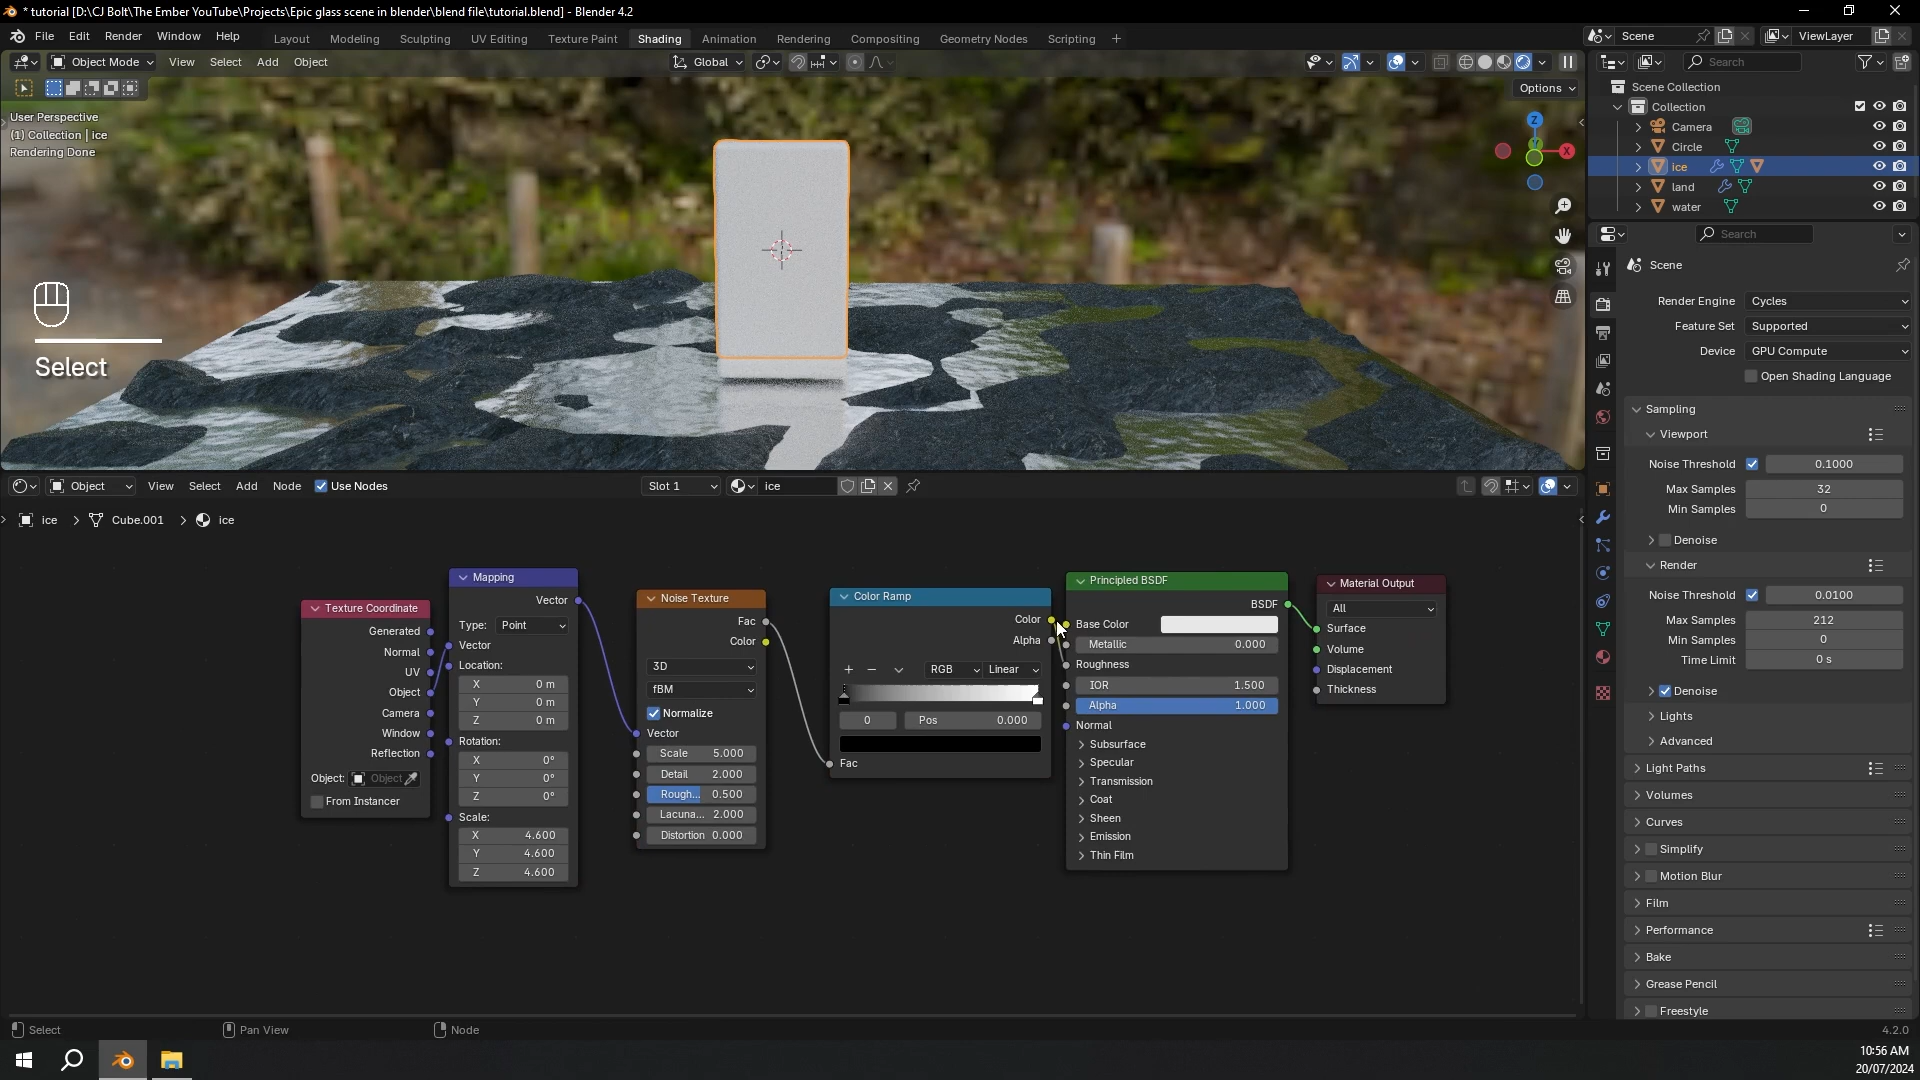 * tutorial [D:\CJ Bolt\The Ember YouTube\Projects\Epic glass scene in blender\blend file\tutorial.blend] - Blender 4.2
File Edit Render Window Help Layout Modeling Sculpting UV Editing Texture Paint Shading Animation Rendering Compositing Geometry Nodes Scripting + Scene ViewLayer
Object Mode View Select Add Object Global Search
Options
Scene Collection
Collection
Camera
Circle
ice
land
water
User Perspective
(1) Collection | ice
Rendering Done
Z
X
Select
Search
Scene
Render Engine Cycles
Feature Set Supported
Device GPU Compute
Open Shading Language
Sampling
Viewport
Noise Threshold 0.1000
Max Samples 32
Min Samples 0
Denoise
Render
Noise Threshold 0.0100
Max Samples 212
Min Samples 0
Time Limit 0 s
Denoise
Lights
Advanced
Light Paths
Volumes
Curves
Simplify
Motion Blur
Film
Performance
Bake
Grease Pencil
Freestyle
Object View Select Add Node Use Nodes Slot 1 ice
ice Cube.001 ice
Texture Coordinate
Generated
Normal
UV
Object
Camera
Window
Reflection
Object: Object
From Instancer
Mapping
Vector
Type: Point
Vector
Location:
X 0 m
Y 0 m
Z 0 m
Rotation:
X 0°
Y 0°
Z 0°
Scale:
X 4.600
Y 4.600
Z 4.600
Noise Texture
Fac
Color
3D
fBM
Normalize
Vector
Scale 5.000
Detail 2.000
Rough... 0.500
Lacuna... 2.000
Distortion 0.000
Color Ramp
Color
Alpha
RGB Linear
0 Pos 0.000
Fac
Principled BSDF
BSDF
Base Color
Metallic 0.000
Roughness
IOR 1.500
Alpha 1.000
Normal
Subsurface
Specular
Transmission
Coat
Sheen
Emission
Thin Film
Material Output
All
Surface
Volume
Displacement
Thickness
Select Pan View Node 4.2.0
10:56 AM
20/07/2024